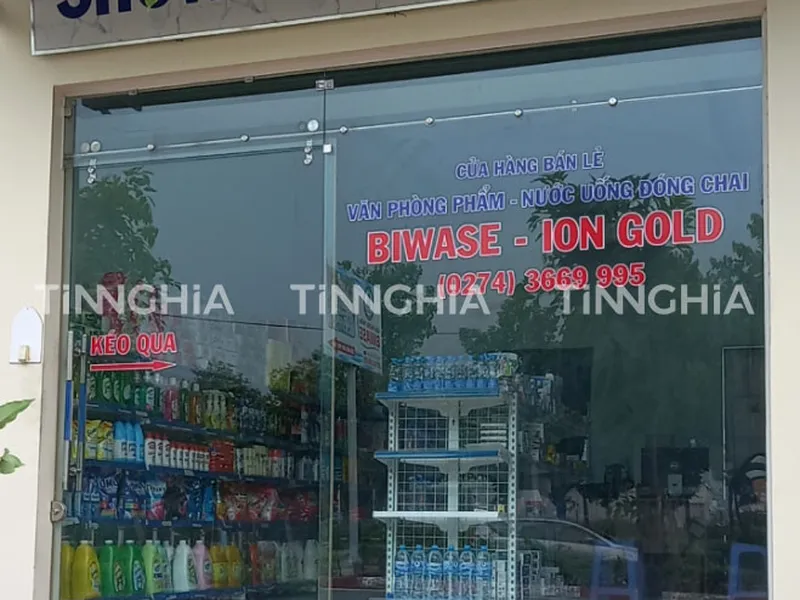 CỬA HÀNG BÁN LẺ
VĂN PHÒNG PHẨM - NƯỚC UỐNG ĐÓNG CHAI
BIWASE - ION GOLD
(0274) 3669 995
TiNNGHiA TiNNGHiA TiNNGHiA
KÉO QUA